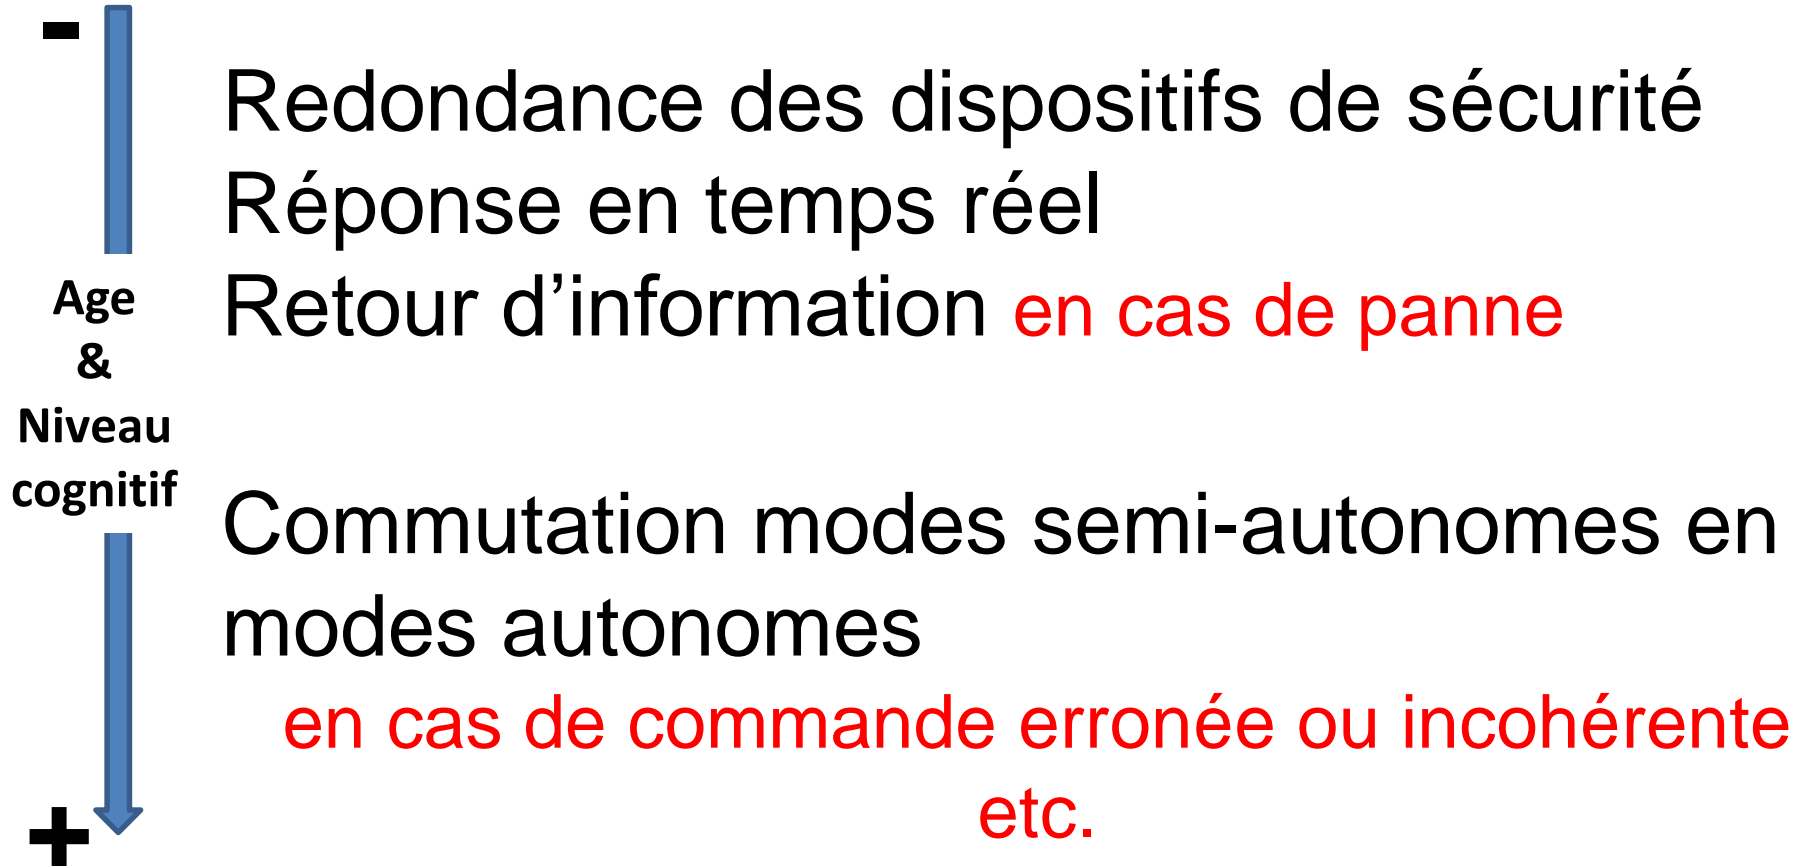 -
Age
&
Niveau
cognitif
+
Redondance des dispositifs de sécurité
Réponse en temps réel
Retour d’information en cas de panne
Commutation modes semi-autonomes en
modes autonomes
en cas de commande erronée ou incohérente
etc.